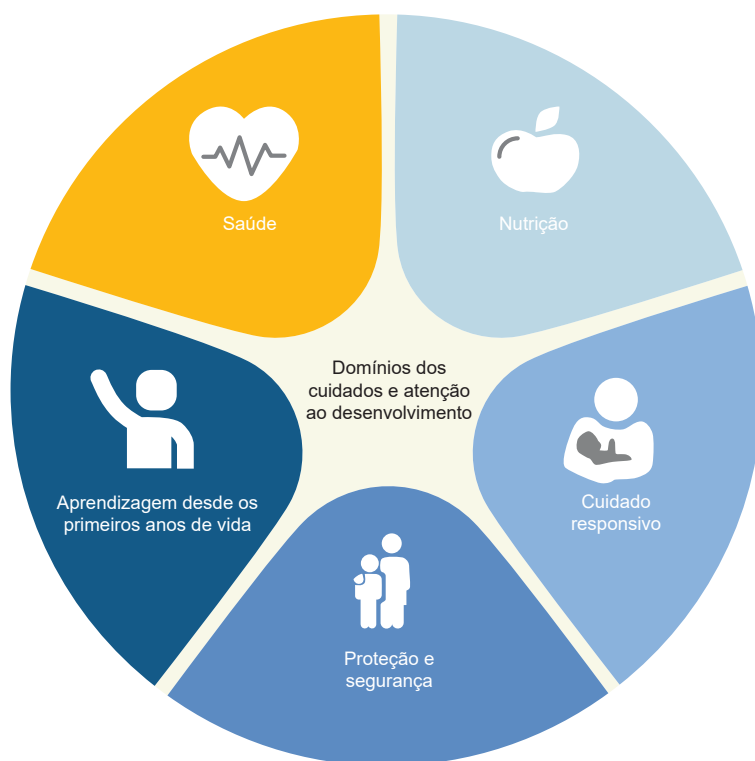 Saúde
Nutrição
Domínios dos
cuidados e atenção
ao desenvolvimento
Aprendizagem desde os
primeiros anos de vida
Cuidado
responsivo
Proteção e
segurança